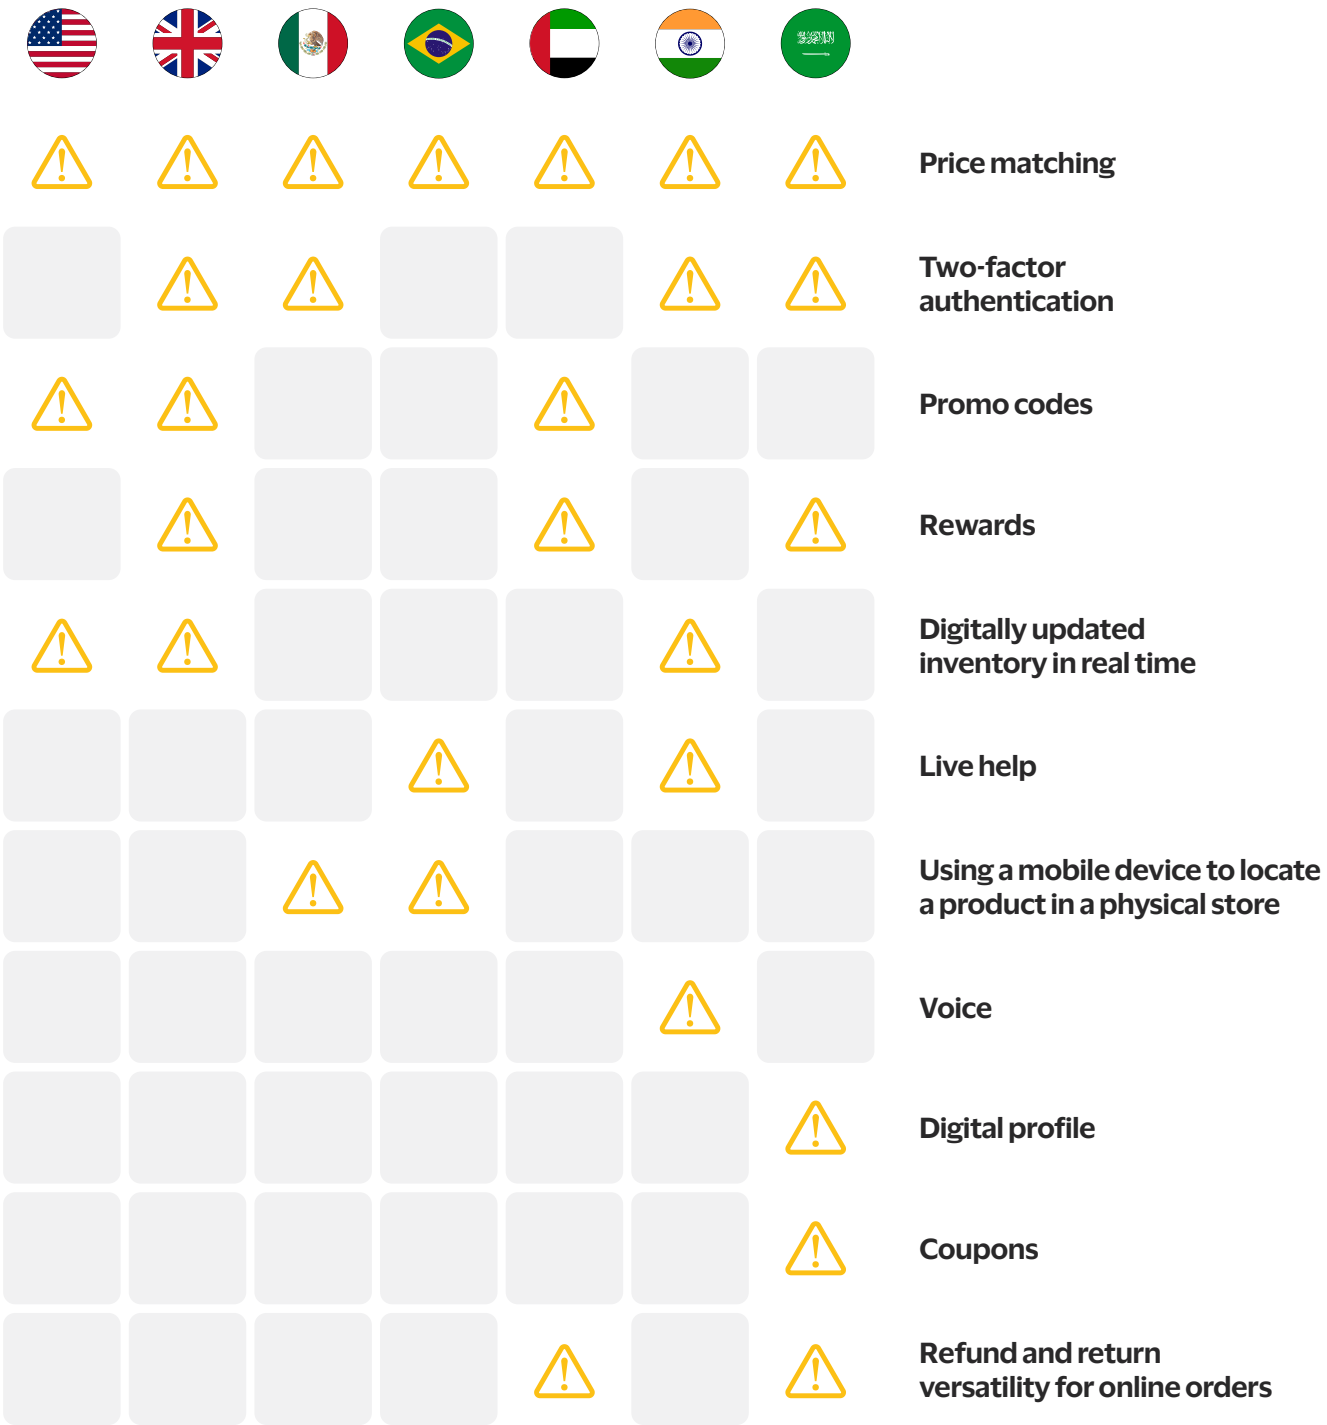 Price matching
Two-factor
authentication
Promo codes
Rewards
Digitally updated
inventory in real time
Live help
Using a mobile device to locate
a product in a physical store
Voice
Digital profile
Coupons
Refund and return
versatility for online orders